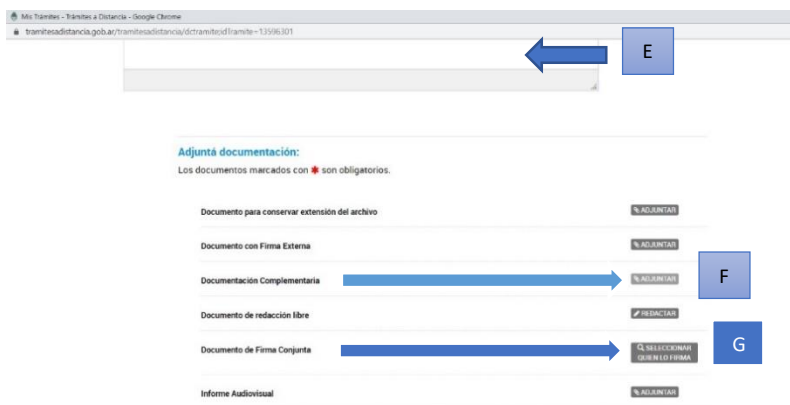 Mis Trámites - Trámites a Distancia - Google Chrome
tramitesadistancia.gob.ar/tramitesadistancia/dctramite;idTramite=13596301
E
Adjuntá documentación:
Los documentos marcados con * son obligatorios.
Documento para conservar extensión del archivo
ADJUNTAR
Documento con Firma Externa
ADJUNTAR
Documentación Complementaria
ADJUNTAR
F
Documento de redacción libre
REDACTAR
Documento de Firma Conjunta
SELECCIONAR
QUIEN LO FIRMA
G
Informe Audiovisual
ADJUNTAR